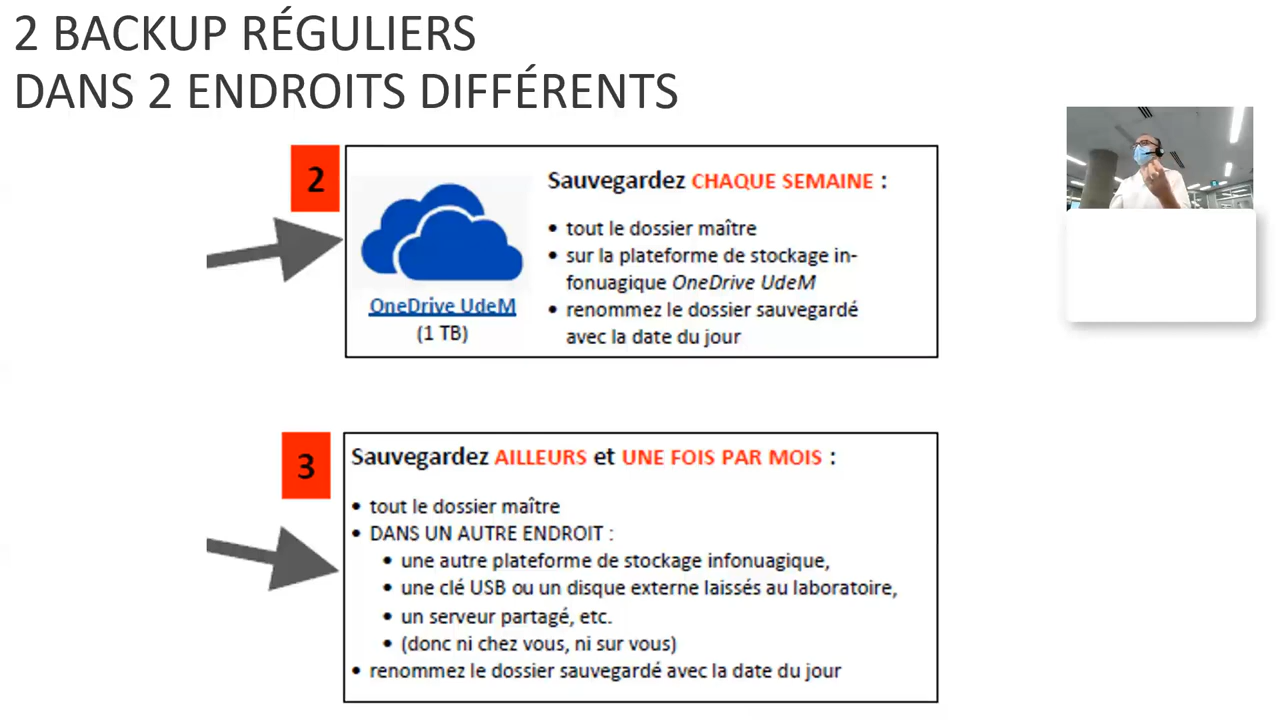 2 BACKUP RÉGULIERS
DANS 2 ENDROITS DIFFÉRENTS
2
Sauvegardez CHAQUE SEMAINE :
• tout le dossier maître
• sur la plateforme de stockage in-
fonuagique OneDrive UdeM
• renommez le dossier sauvegardé
avec la date du jour
OneDrive UdeM
(1 TB)
3
Sauvegardez AILLEURS et UNE FOIS PAR MOIS :
• tout le dossier maître
• DANS UN AUTRE ENDROIT :
• une autre plateforme de stockage infonuagique,
• une clé USB ou un disque externe laissés au laboratoire,
• un serveur partagé, etc.
• (donc ni chez vous, ni sur vous)
• renommez le dossier sauvegardé avec la date du jour